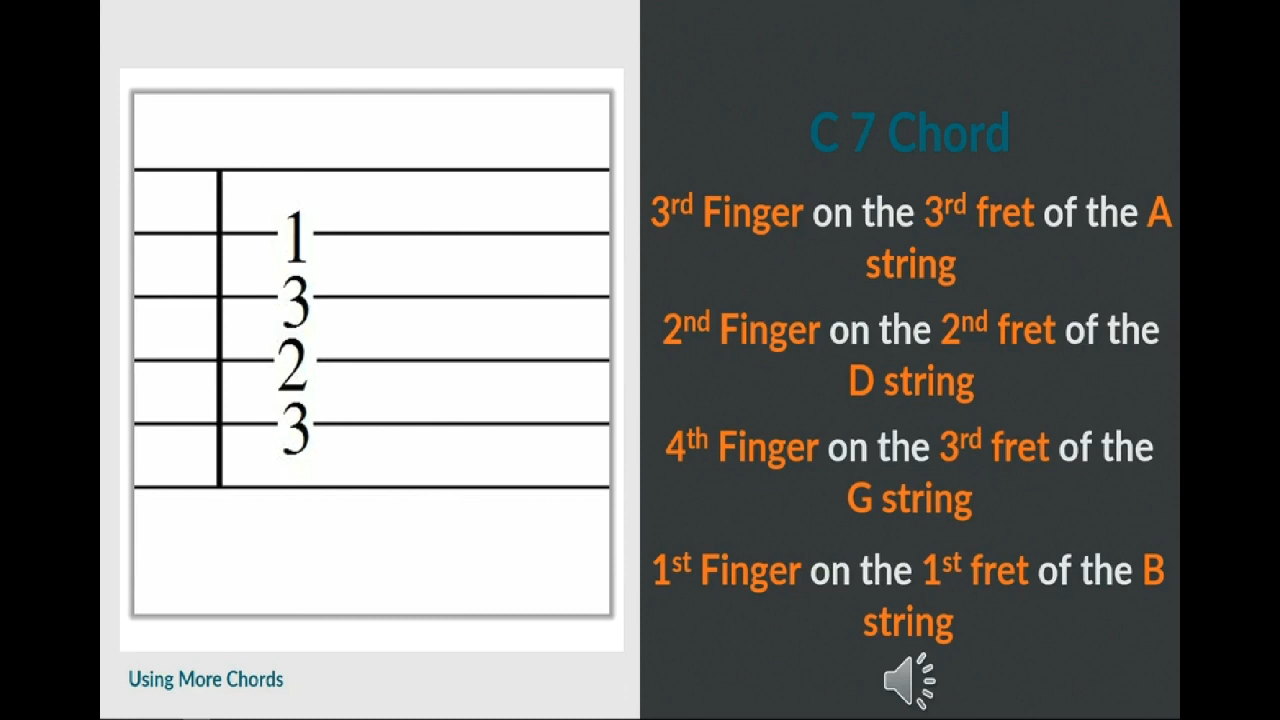 1
3
2
3
Using More Chords
C 7 Chord
3rd Finger on the 3rd fret of the A
string
2nd Finger on the 2nd fret of the
D string
4th Finger on the 3rd fret of the
G string
1st Finger on the 1st fret of the B
string